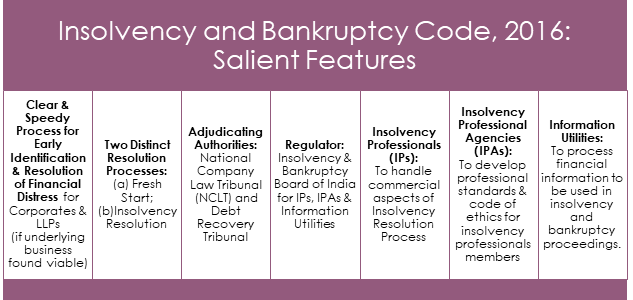 Insolvency and Bankruptcy Code, 2016:
Salient Features
Clear &
Speedy
Process for
Early
Identification
& Resolution
of Financial
Distress for
Corporates &
LLPs
(if underlying
business
found viable)
Two Distinct
Resolution
Processes:
(a) Fresh
Start;
(b)Insolvency
Resolution
Adjudicating
Authorities:
National
Company
Law Tribunal
(NCLT) and
Debt
Recovery
Tribunal
Regulator:
Insolvency &
Bankruptcy
Board of India
for IPs, IPAs &
Information
Utilities
Insolvency
Professionals
(IPs):
To handle
commercial
aspects of
Insolvency
Resolution
Process
Insolvency
Professional
Agencies
(IPAs):
To develop
professional
standards &
code of
ethics for
insolvency
professionals
members
Information
Utilities:
To process
financial
information to
be used in
insolvency
and
bankruptcy
proceedings.